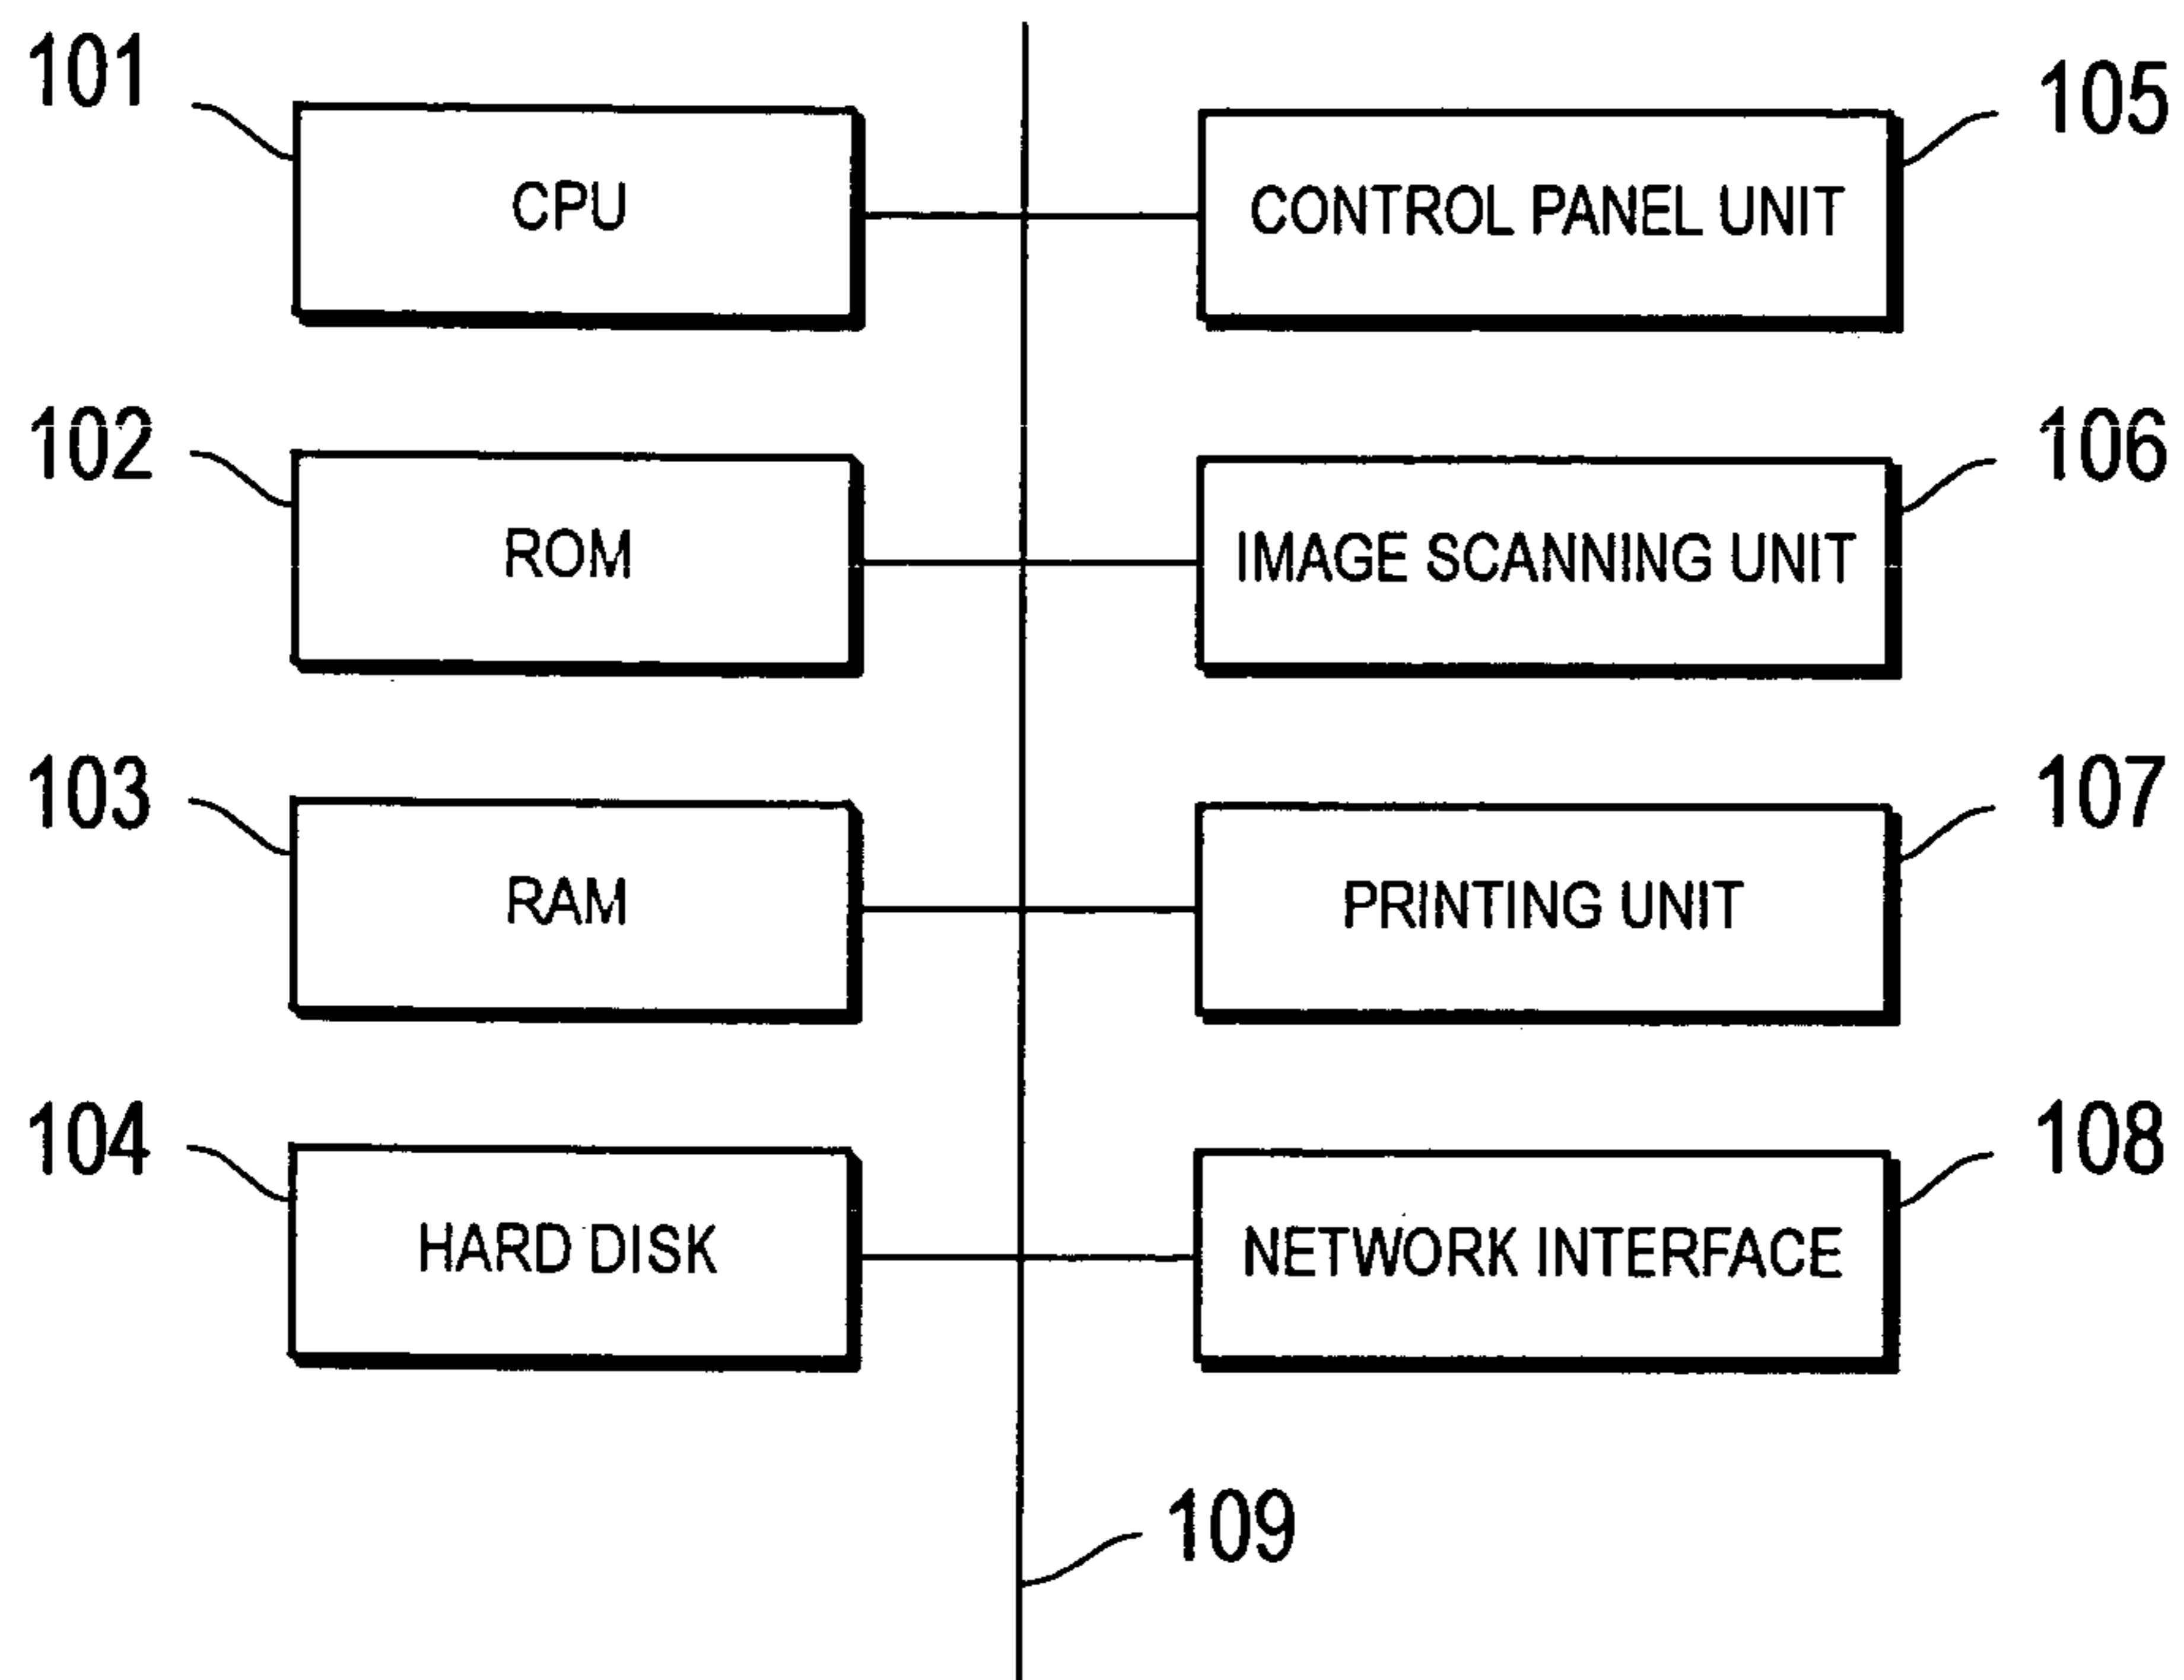 101
CPU
105
CONTROL PANEL UNIT
102
ROM
106
IMAGE SCANNING UNIT
103
RAM
107
PRINTING UNIT
104
HARD DISK
108
NETWORK INTERFACE
109